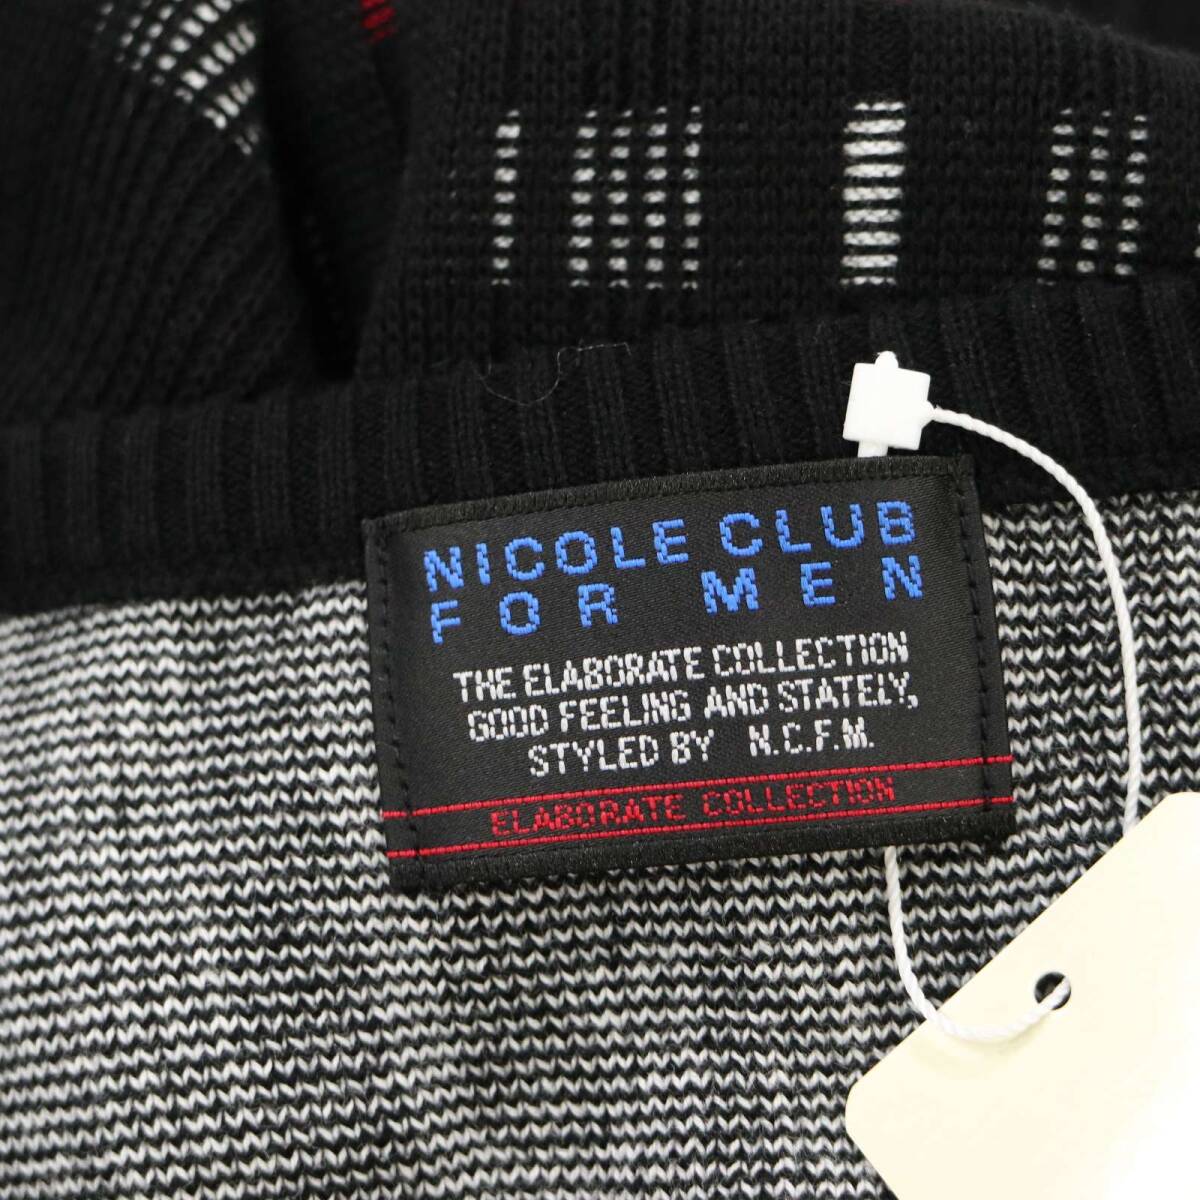 NICOLE CLUB
FOR MEN
THE ELABORATE COLLECTION
GOOD FEELING AND STATELY,
STYLED BY N.C.F.M.
ELABORATE COLLECTION